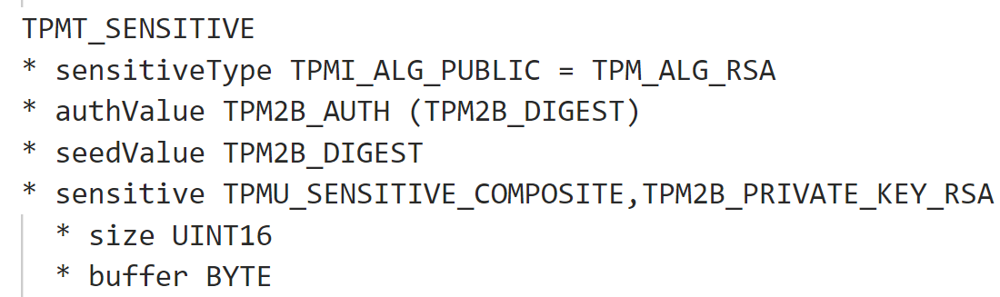 TPMT_SENSITIVE
* sensitiveType TPMI_ALG_PUBLIC = TPM_ALG_RSA
* authValue TPM2B_AUTH (TPM2B_DIGEST)
* seedValue TPM2B_DIGEST
* sensitive TPMU_SENSITIVE_COMPOSITE,TPM2B_PRIVATE_KEY_RSA
  * size UINT16
  * buffer BYTE